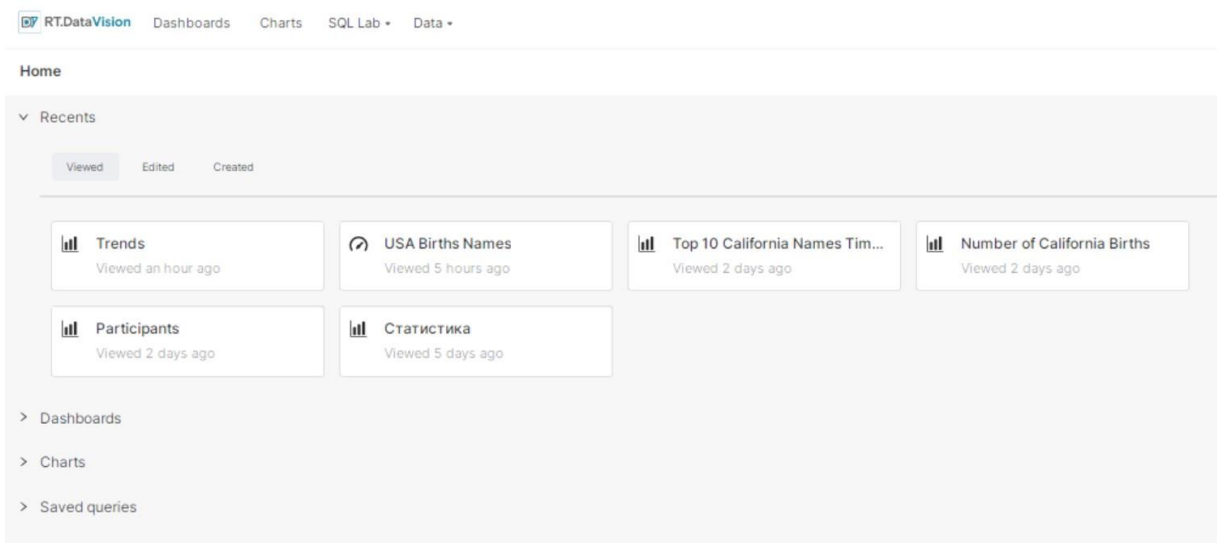 RT.DataVision Dashboards Charts SQL Lab Data
Home
Recents
Viewed Edited Created
Trends
Viewed an hour ago
USA Births Names
Viewed 5 hours ago
Top 10 California Names Tim...
Viewed 2 days ago
Number of California Births
Viewed 2 days ago
Participants
Viewed 2 days ago
Статистика
Viewed 5 days ago
Dashboards
Charts
Saved queries